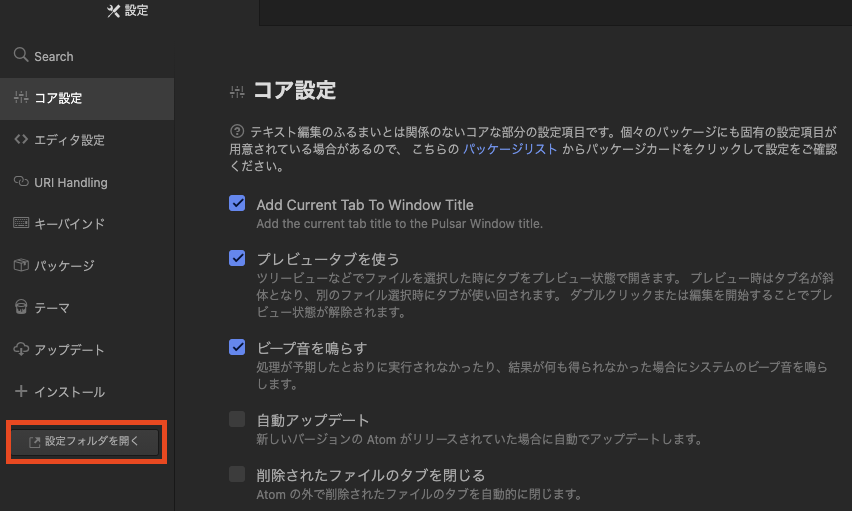 設定
Search
コア設定
エディタ設定
URI Handling
キーバインド
パッケージ
テーマ
アップデート
インストール
設定フォルダを開く
コア設定
テキスト編集のふるまいとは関係のないコアな部分の設定項目です。個々のパッケージにも固有の設定項目が
用意されている場合があるので、 こちらの パッケージリスト からパッケージカードをクリックして設定をご確認
ください。
Add Current Tab To Window Title
Add the current tab title to the Pulsar Window title.
プレビュータブを使う
ツリービューなどでファイルを選択した時にタブをプレビュー状態で開きます。 プレビュー時はタブ名が斜
体となり、別のファイル選択時にタブが使い回されます。 ダブルクリックまたは編集を開始することでプレ
ビュー状態が解除されます。
ビープ音を鳴らす
処理が予期したとおりに実行されなかったり、結果が何も得られなかった場合にシステムのビープ音を鳴ら
します。
自動アップデート
新しいバージョンの Atom がリリースされていた場合に自動でアップデートします。
削除されたファイルのタブを閉じる
Atom の外で削除されたファイルのタブを自動的に閉じます。